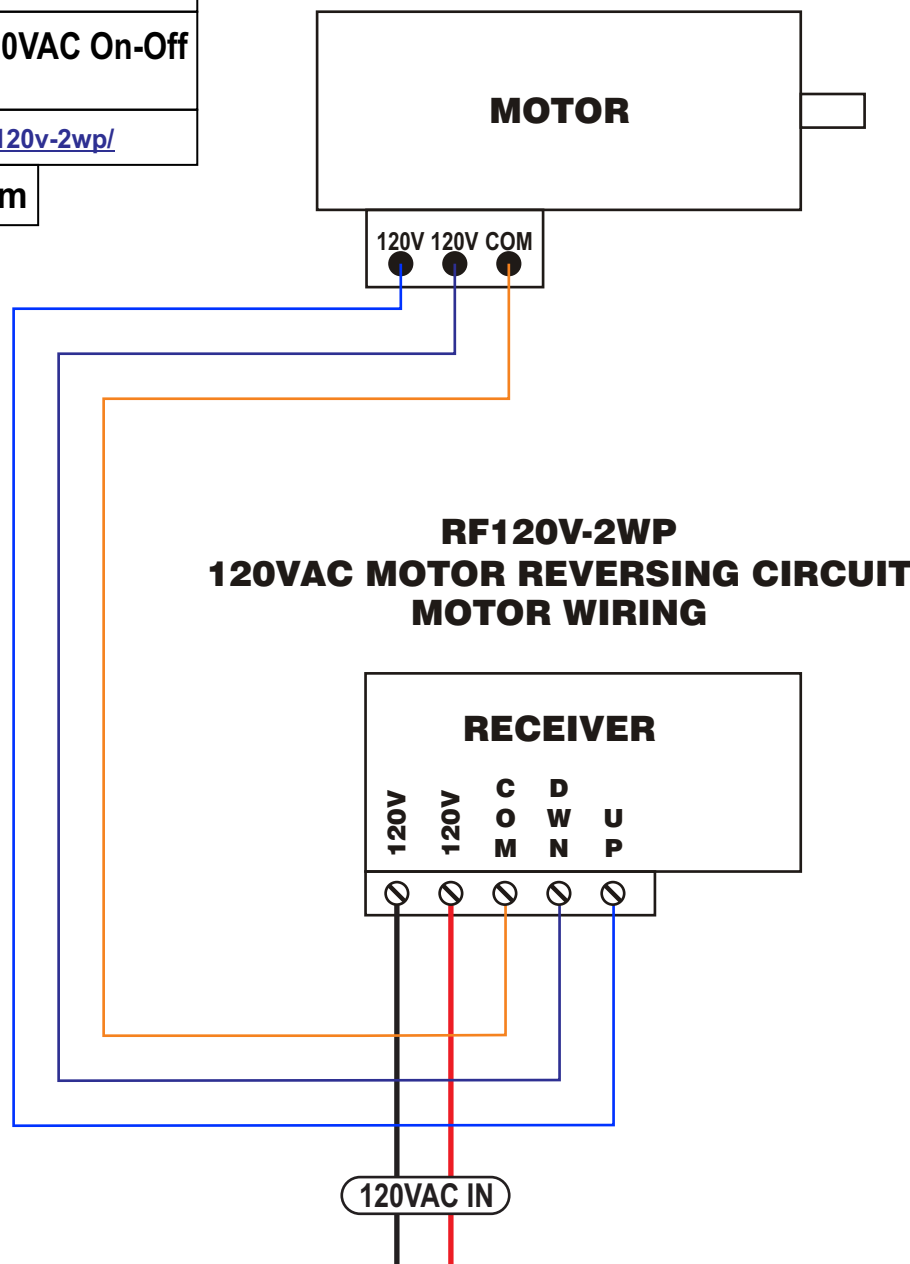 0VAC On-Off
120v-2wp/
m
MOTOR
120V 120V COM
RF120V-2WP
120VAC MOTOR REVERSING CIRCUIT
MOTOR WIRING
RECEIVER
120V
120V
COM
DWN
UP
120VAC IN